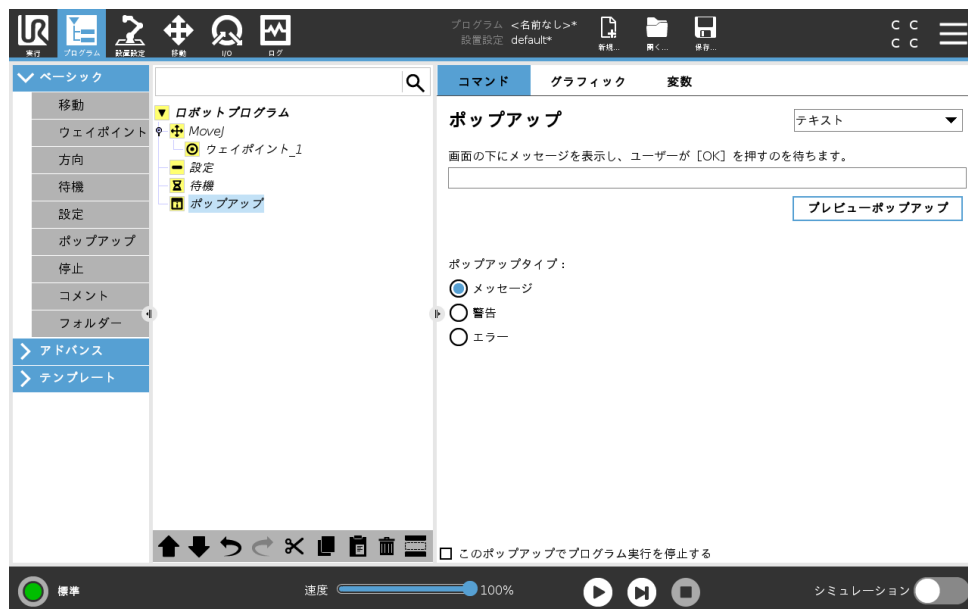 プログラム <名前なし>*
設置設定 default*
実行
プログラム
設置設定
移動
I/O
ログ
新規...
開く...
保存...
C C
C C
ベーシック
移動
ウェイポイント
方向
待機
設定
ポップアップ
停止
コメント
フォルダー
アドバンス
テンプレート
ロボットプログラム
MoveJ
ウェイポイント_1
設定
待機
ポップアップ
コマンド
グラフィック
変数
ポップアップ
テキスト
画面の下にメッセージを表示し、ユーザーが［OK］を押すのを待ちます。
プレビューポップアップ
ポップアップタイプ：
メッセージ
警告
エラー
このポップアップでプログラム実行を停止する
標準
速度
100%
シミュレーション